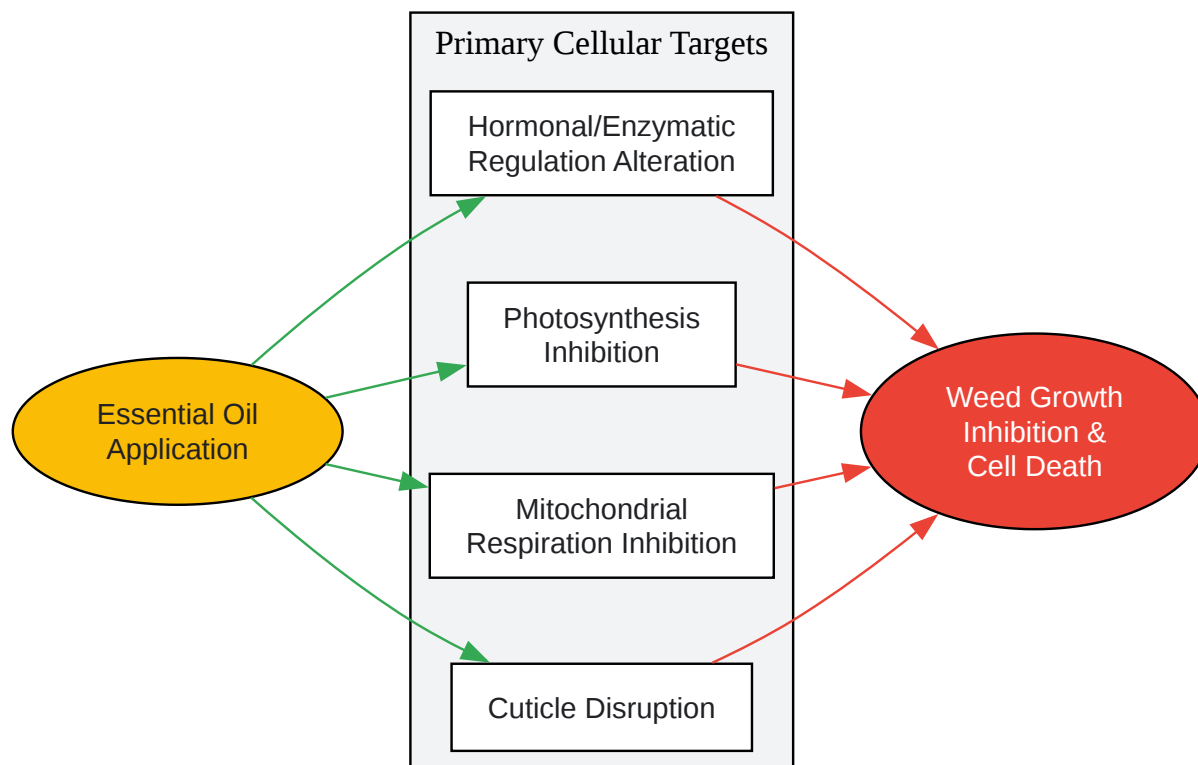 Primary Cellular Targets
Hormonal/Enzymatic
Regulation Alteration
Photosynthesis
Inhibition
Essential Oil
Application
Weed Growth
Inhibition &
Cell Death
Mitochondrial
Respiration Inhibition
Cuticle Disruption